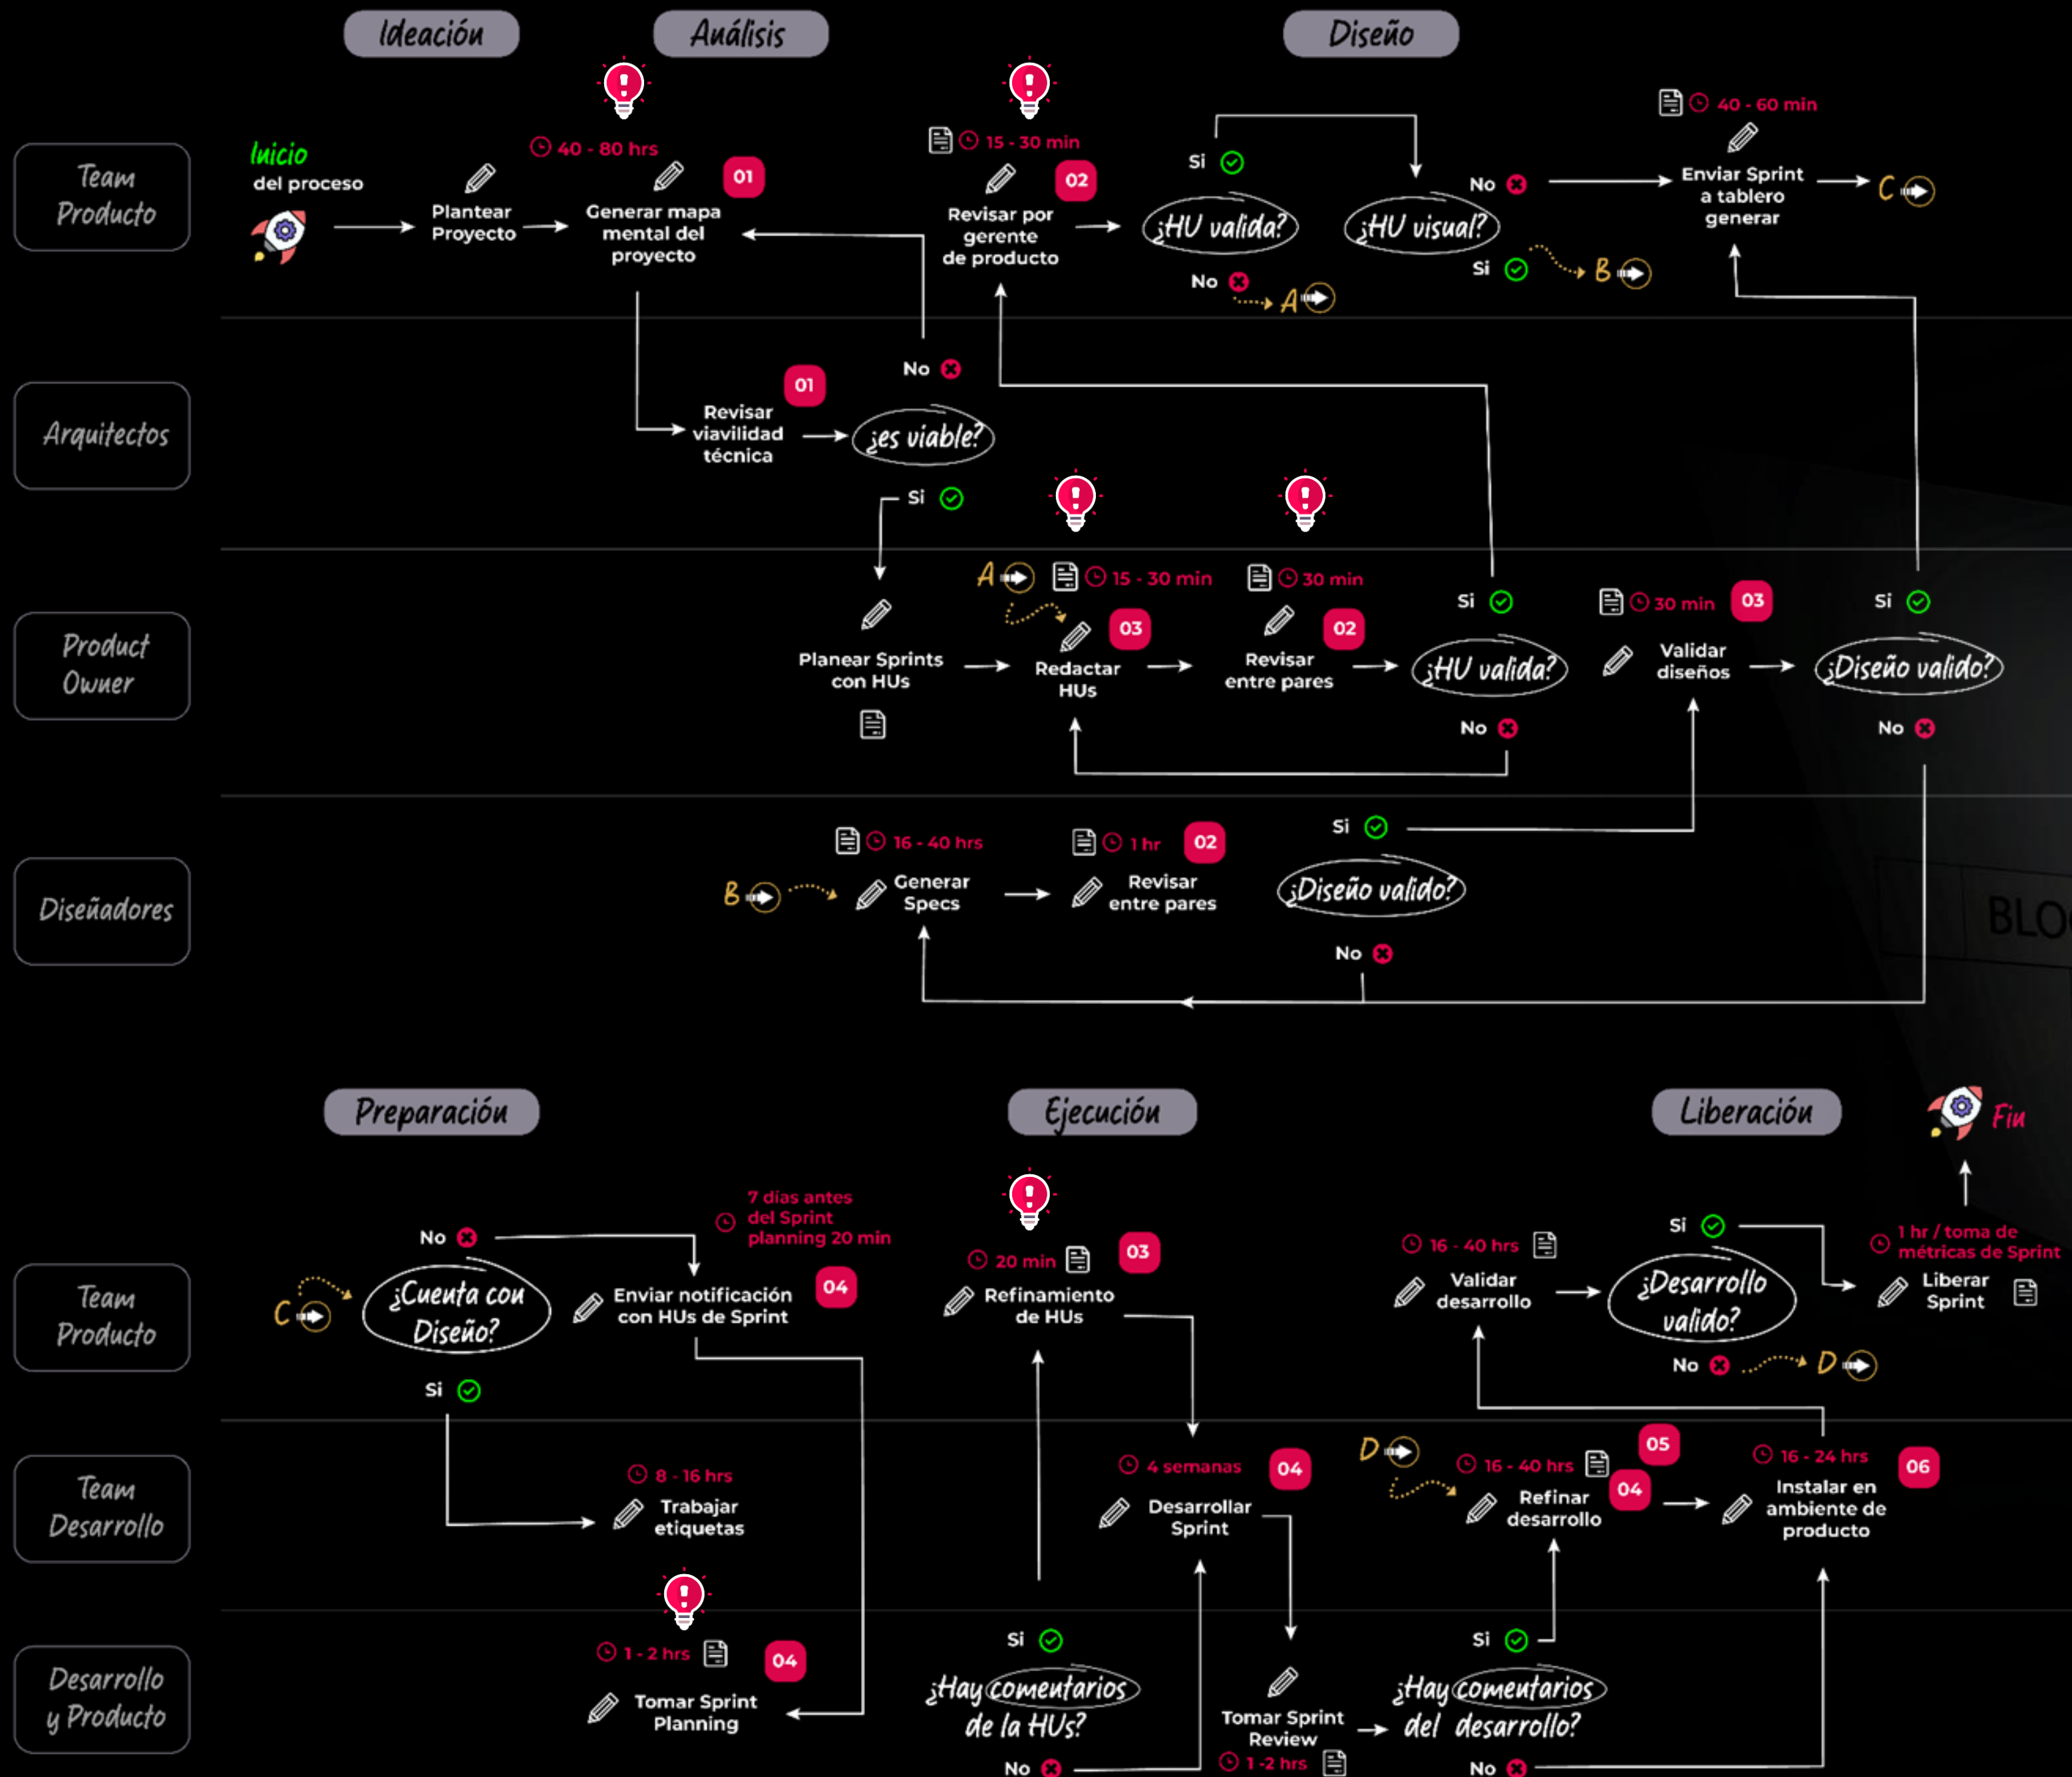 Ideación
Análisis
Diseño
Team
Producto
Inicio
del proceso
Plantear
Proyecto
40 - 80 hrs
01
Generar mapa
mental del
proyecto
15 - 30 min
02
Revisar por
gerente
de producto
Si
¿HU valida?
No
A
¿HU visual?
No
Si
B
40 - 60 min
Enviar Sprint
a tablero
generar
C
Arquitectos
01
Revisar
viavilidad
técnica
No
¿es viable?
Si
Product
Owner
Planear Sprints
con HUs
A
15 - 30 min
03
Redactar
HUs
30 min
02
Revisar
entre pares
Si
¿HU valida?
No
30 min
03
Validar
diseños
Si
¿Diseño valido?
No
Diseñadores
B
16 - 40 hrs
Generar
Specs
1 hr
02
Revisar
entre pares
Si
¿Diseño valido?
No
BLO
Preparación
Ejecución
Liberación
Fin
Team
Producto
C
No
¿Cuenta con
Diseño?
Si
7 días antes
del Sprint
planning 20 min
04
Enviar notificación
con HUs de Sprint
20 min
03
Refinamiento
de HUs
16 - 40 hrs
Validar
desarrollo
Si
¿Desarrollo
valido?
No
D
1 hr / toma de
métricas de Sprint
Liberar
Sprint
Team
Desarrollo
8 - 16 hrs
Trabajar
etiquetas
4 semanas
04
Desarrollar
Sprint
D
16 - 40 hrs
05
04
Refinar
desarrollo
16 - 24 hrs
06
Instalar en
ambiente de
producto
Desarrollo
y Producto
1 - 2 hrs
04
Tomar Sprint
Planning
Si
¿Hay comentarios
de la HUs?
No
Tomar Sprint
Review
1 -2 hrs
Si
¿Hay comentarios
del desarrollo?
No